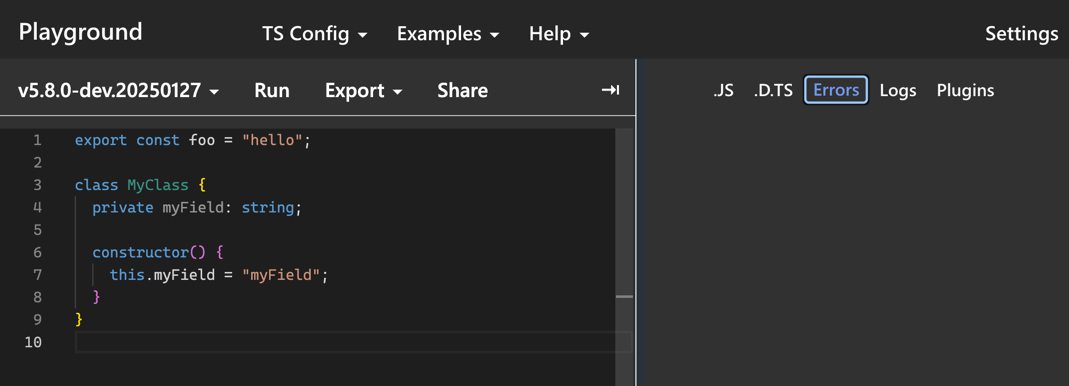 Playground TS Config Examples Help Settings
v5.8.0-dev.20250127 Run Export Share .JS .D.TS Errors Logs Plugins
1 export const foo = "hello";
2
3 class MyClass {
4 private myField: string;
5
6 constructor() {
7 this.myField = "myField";
8 }
9 }
10